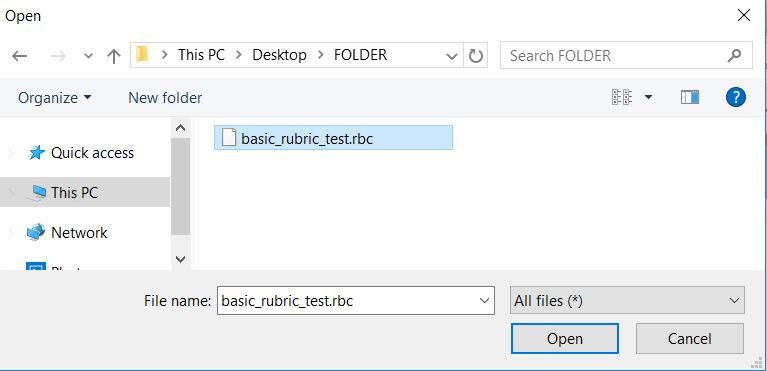 Open
This PC > Desktop > FOLDER
Search FOLDER
Organize
New folder
?
Quick access
This PC
Network
basic_rubric_test.rbc
File name:
basic_rubric_test.rbc
All files (*)
Open
Cancel